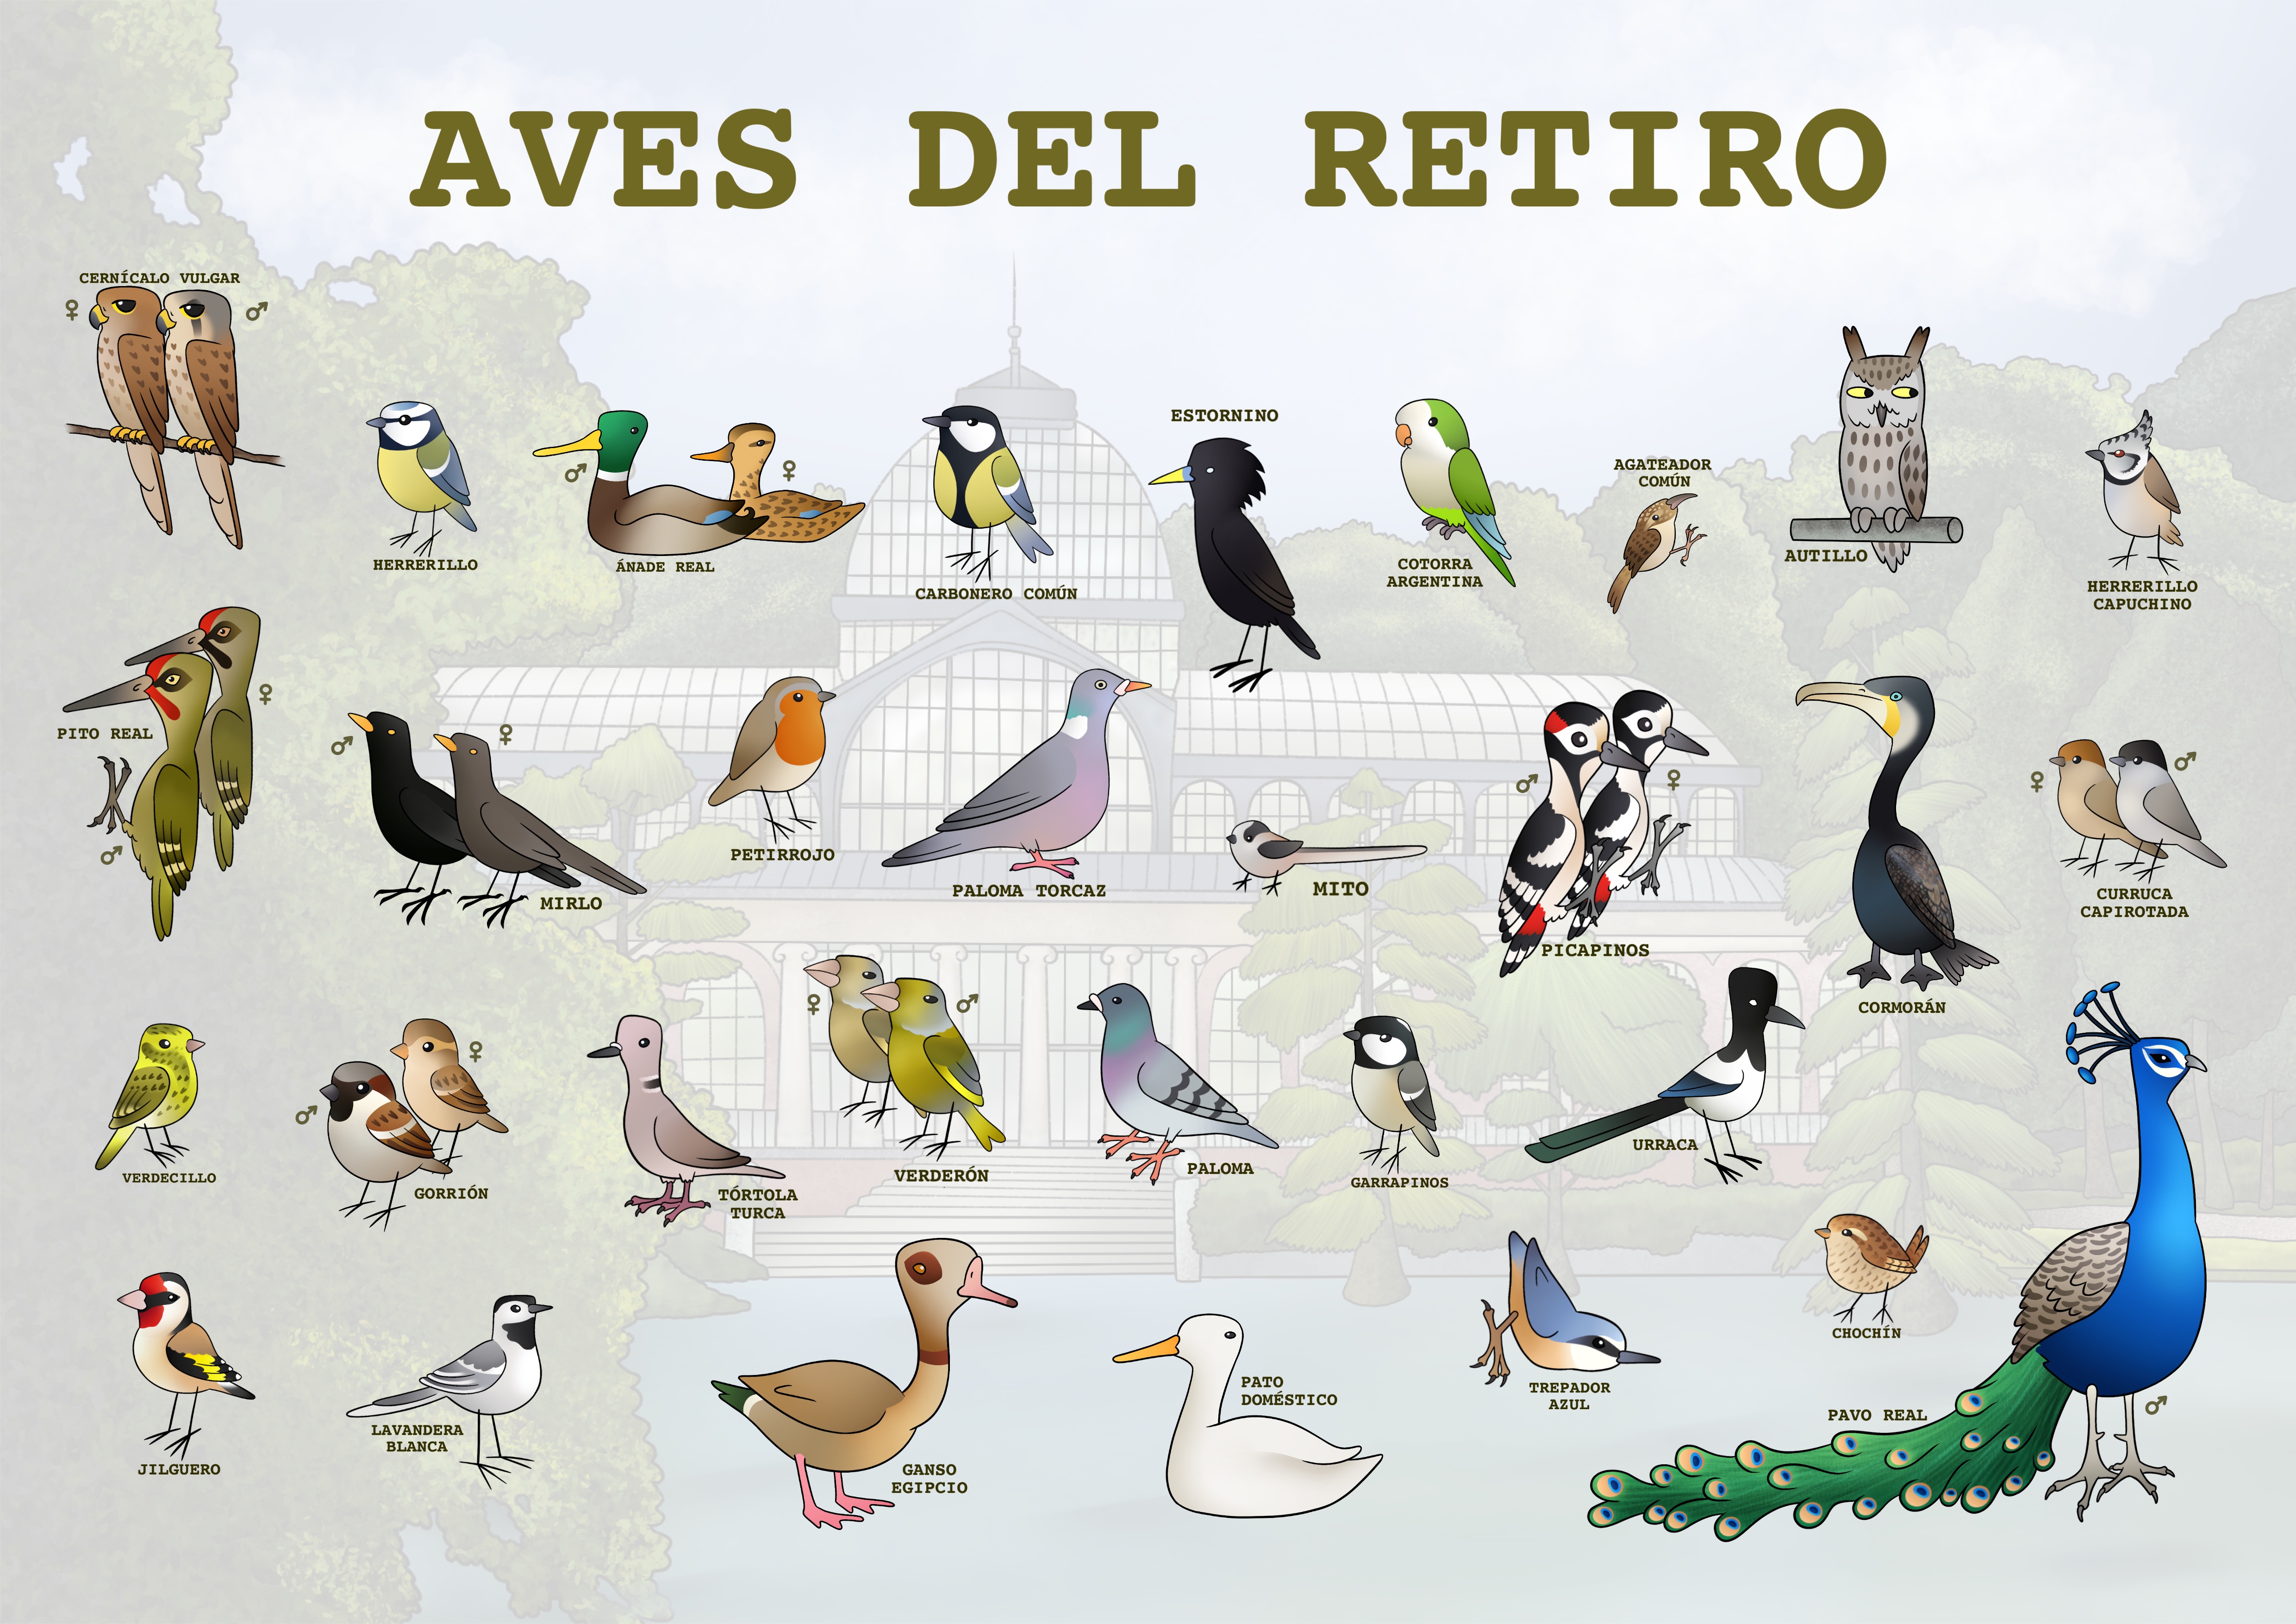 AVES DEL RETIRO
CERNÍCALO VULGAR
♀
♂
HERRERILLO
♂
♀
ÁNADE REAL
CARBONERO COMÚN
ESTORNINO
COTORRA
ARGENTINA
AGATEADOR
COMÚN
AUTILLO
HERRERILLO
CAPUCHINO
PITO REAL
♀
♂
♂
♀
MIRLO
PETIRROJO
PALOMA TORCAZ
MITO
♂
♀
PICAPINOS
CORMORÁN
♀
♂
CURRUCA
CAPIROTADA
VERDECILLO
♂
♀
GORRIÓN
TÓRTOLA
TURCA
♀
♂
VERDERÓN
PALOMA
GARRAPINOS
URRACA
JILGUERO
LAVANDERA
BLANCA
GANSO
EGIPCIO
PATO
DOMÉSTICO
TREPADOR
AZUL
CHOCHÍN
PAVO REAL
♂